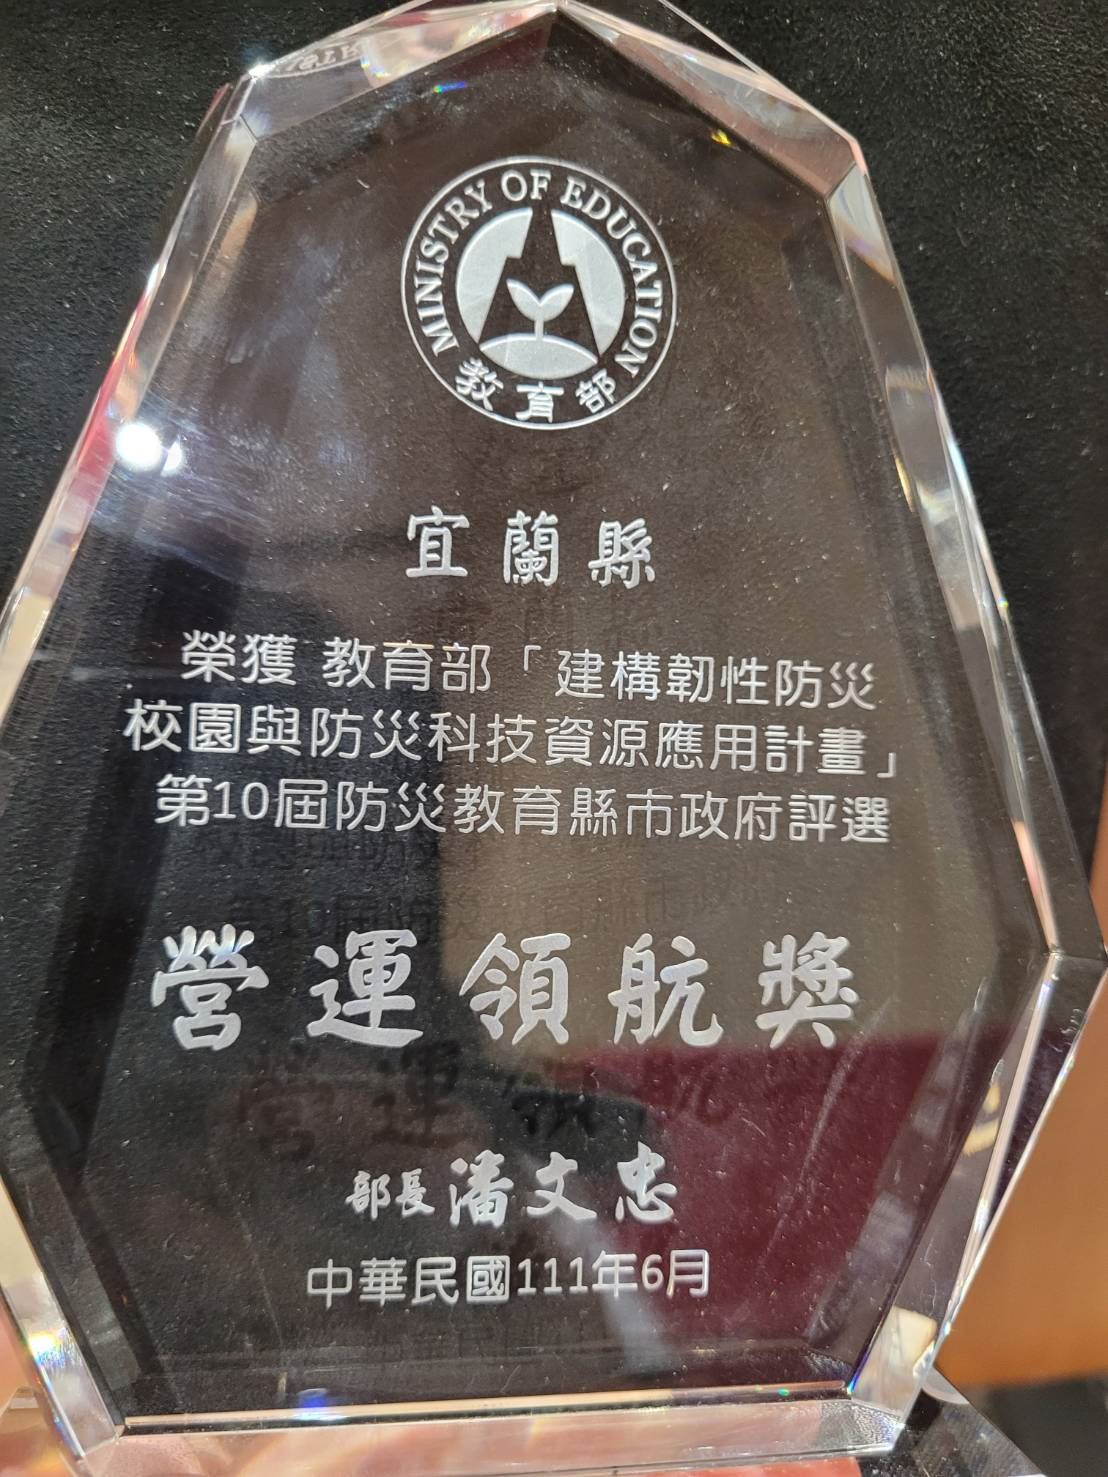 MINISTRY OF EDUCATION
教育部
宜蘭縣
榮獲 教育部「建構韌性防災
校園與防災科技資源應用計畫」
第10屆防災教育縣市政府評選
營運領航獎
部長潘文忠
中華民國111年6月